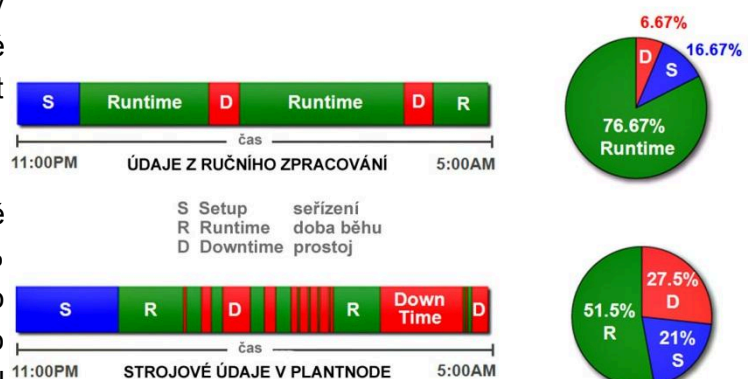 6.67%
16.67%
D
S
76.67%
Runtime
S Runtime D Runtime D R
čas
11:00PM ÚDAJE Z RUČNÍHO ZPRACOVÁNÍ 5:00AM
S Setup seřízení
R Runtime doba běhu
D Downtime prostoj
27.5%
D
51.5%
R
21%
S
S R D R Down Time D
čas
11:00PM STROJOVÉ ÚDAJE V PLANTNODE 5:00AM